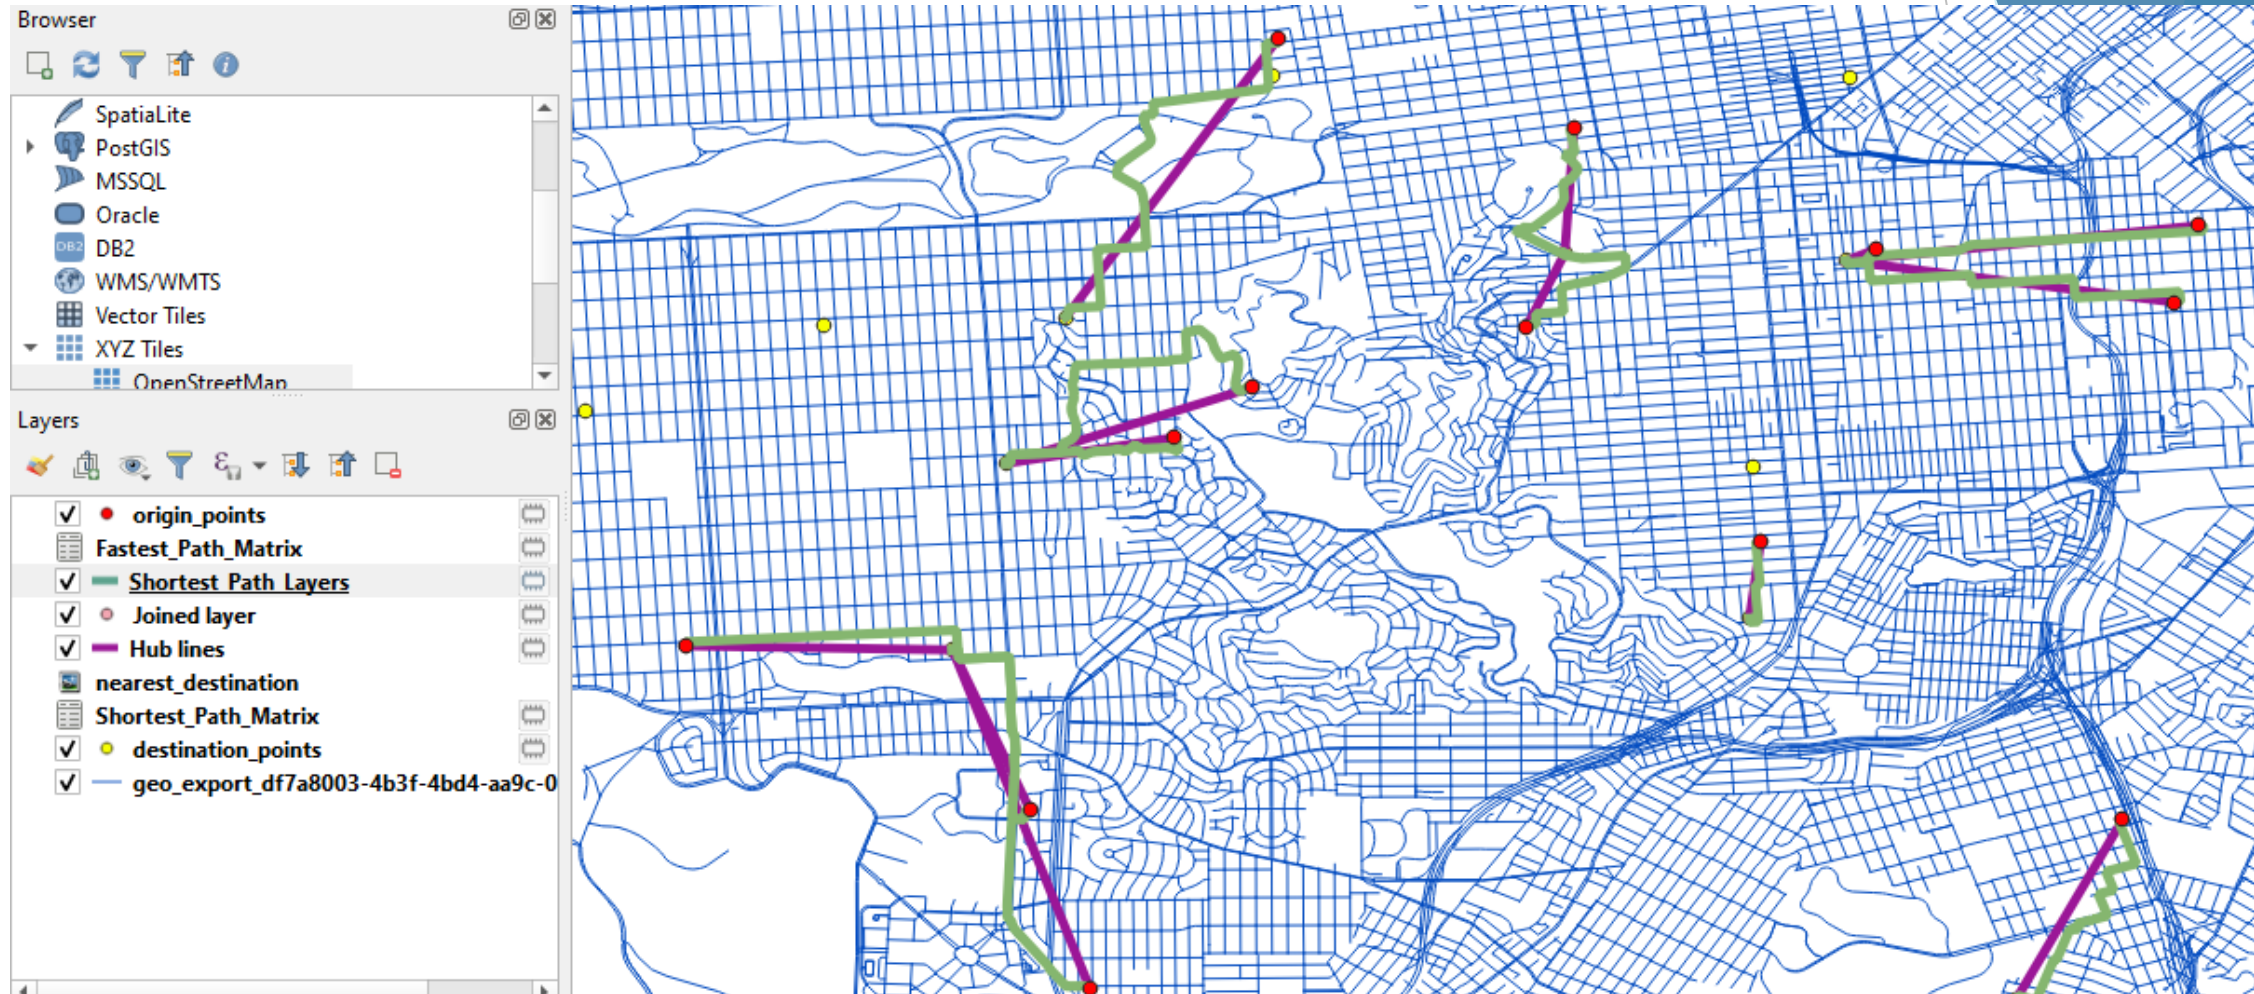 Browser
SpatiaLite
PostGIS
MSSQL
Oracle
DB2
DB2
WMS/WMTS
Vector Tiles
XYZ Tiles
OpenStreetMap
Layers
ε
origin_points
Fastest_Path_Matrix
Shortest_Path_Layers
Joined layer
Hub lines
nearest_destination
Shortest_Path_Matrix
destination_points
geo_export_df7a8003-4b3f-4bd4-aa9c-0